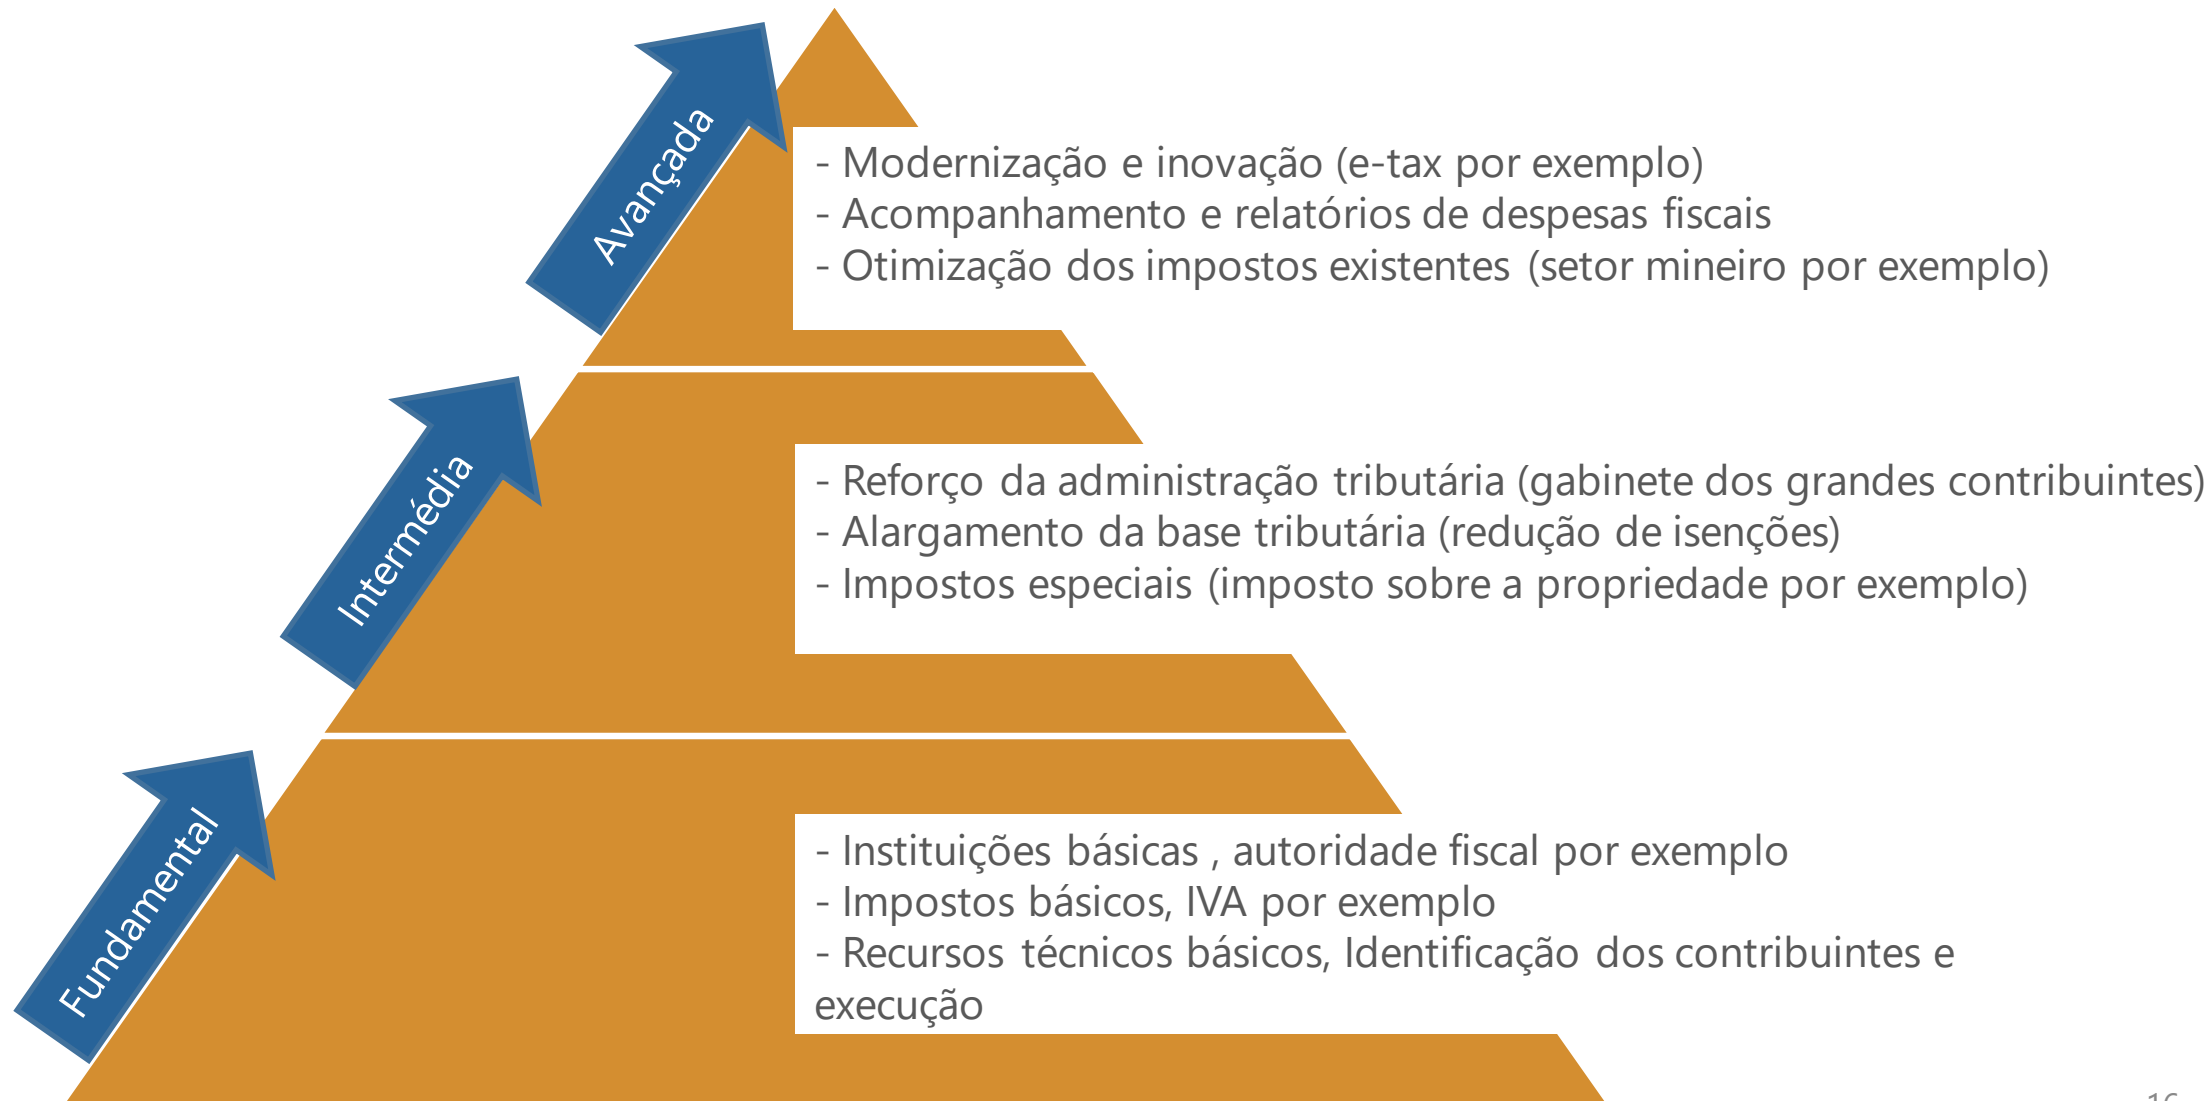 Avançada
- Modernização e inovação (e-tax por exemplo)
- Acompanhamento e relatórios de despesas fiscais
- Otimização dos impostos existentes (setor mineiro por exemplo)
Intermédia
- Reforço da administração tributária (gabinete dos grandes contribuintes)
- Alargamento da base tributária (redução de isenções)
- Impostos especiais (imposto sobre a propriedade por exemplo)
Fundamental
- Instituições básicas , autoridade fiscal por exemplo
- Impostos básicos, IVA por exemplo
- Recursos técnicos básicos, Identificação dos contribuintes e
execução
16